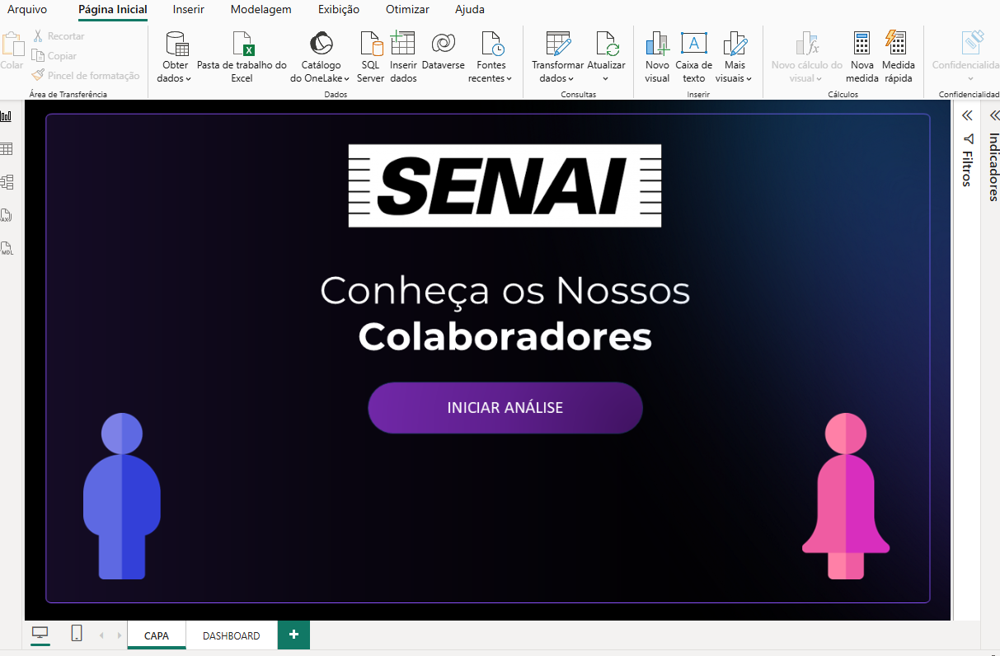 Arquivo Página Inicial Inserir Modelagem Exibição Otimizar Ajuda
Colar
Recortar
Copiar
Pincel de formatação
Área de Transferência
Obter
dados
Pasta de trabalho do
Excel
Catálogo
do OneLake
SQL
Server
Inserir
dados
Dataverse
Fontes
recentes
Dados
Transformar
dados
Atualizar
Consultas
Novo
visual
Caixa de
texto
Mais
visuais
Inserir
Novo cálculo do
visual
Nova
medida
Medida
rápida
Cálculos
Confidencialida
Confidencialidad
SENAI
Conheça os Nossos
Colaboradores
INICIAR ANÁLISE
Filtros
Indicadores
CAPA
DASHBOARD